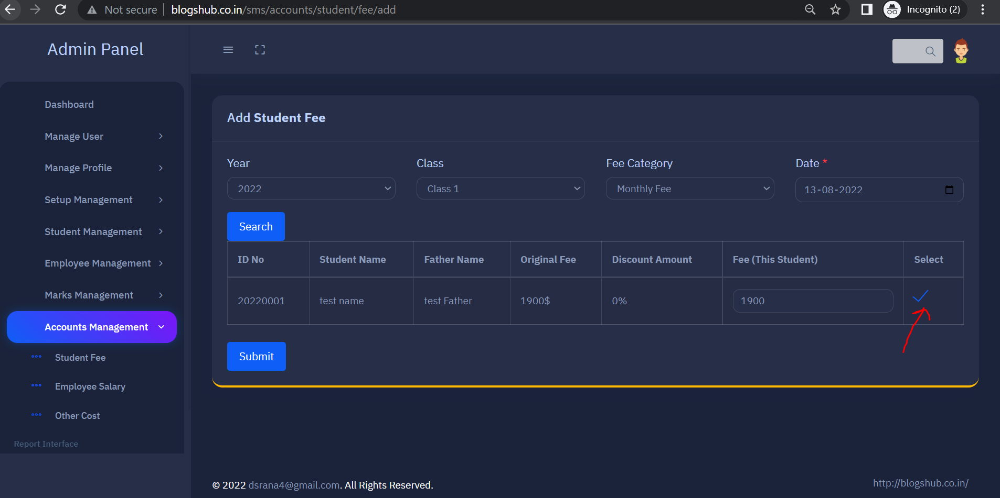 Not secure | blogshub.co.in/sms/accounts/student/fee/add
Incognito (2)
Admin Panel
Dashboard
Manage User
Manage Profile
Setup Management
Student Management
Employee Management
Marks Management
Accounts Management
Student Fee
Employee Salary
Other Cost
Report Interface
Add Student Fee
Year Class Fee Category Date *
2022 Class 1 Monthly Fee 13-08-2022
Search
ID No Student Name Father Name Original Fee Discount Amount Fee (This Student) Select
20220001 test name test Father 1900$ 0% 1900
Submit
© 2022 dsrana4@gmail.com. All Rights Reserved.
http://blogshub.co.in/